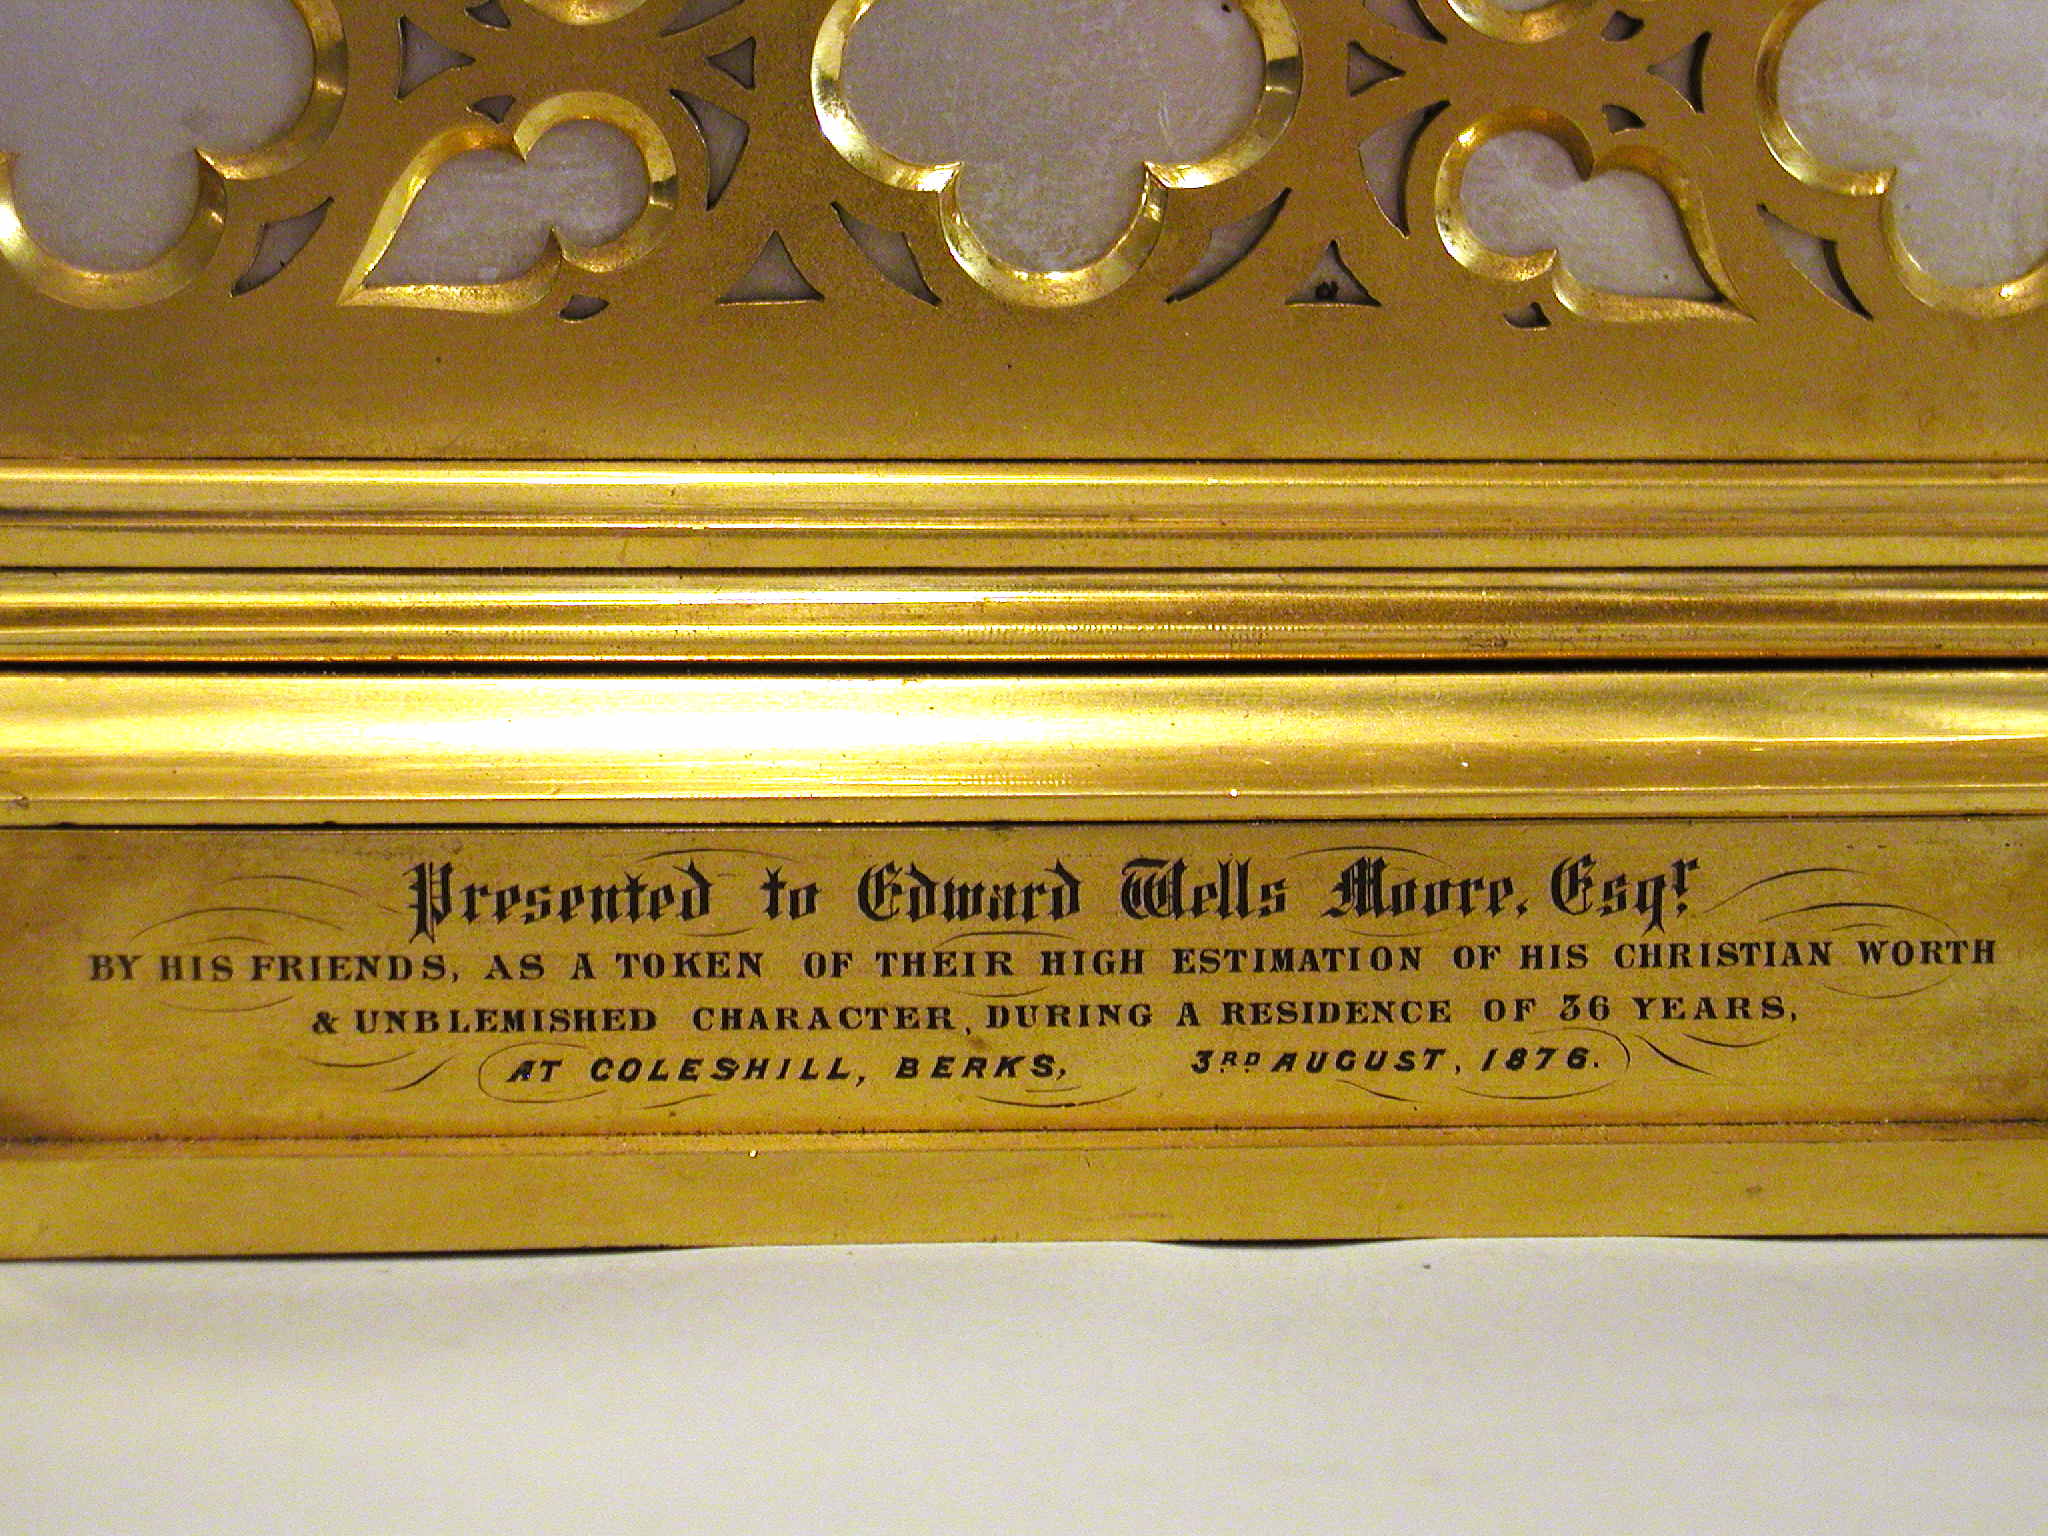 Presented to Edward Wells Moore, Esqr.
BY HIS FRIENDS, AS A TOKEN OF THEIR HIGH ESTIMATION OF HIS CHRISTIAN WORTH
& UNBLEMISHED CHARACTER, DURING A RESIDENCE OF 36 YEARS,
AT COLESHILL, BERKS, 3RD. AUGUST, 1876.